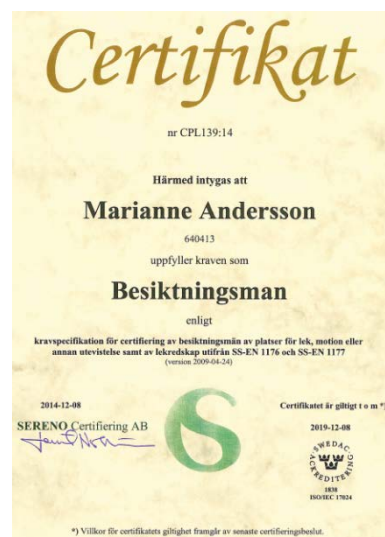 Certifikat
nr CPL139:14
Härmed intygas att
Marianne Andersson
640413
uppfyller kraven som
Besiktningsman
enligt
kravspecifikation för certifiering av besiktningsmän av platser för lek, motion eller
annan utevistelse samt av lekredskap utifrån SS-EN 1176 och SS-EN 1177
(version 2009-04-24)
2014-12-08
SERENO Certifiering AB
Certifikatet är giltigt t o m *)
2019-12-08
SWEDAC
ACKREDITERING
1838
ISO/IEC 17024
*) Villkor för certifikatets giltighet framgår av senaste certifieringsbeslut.